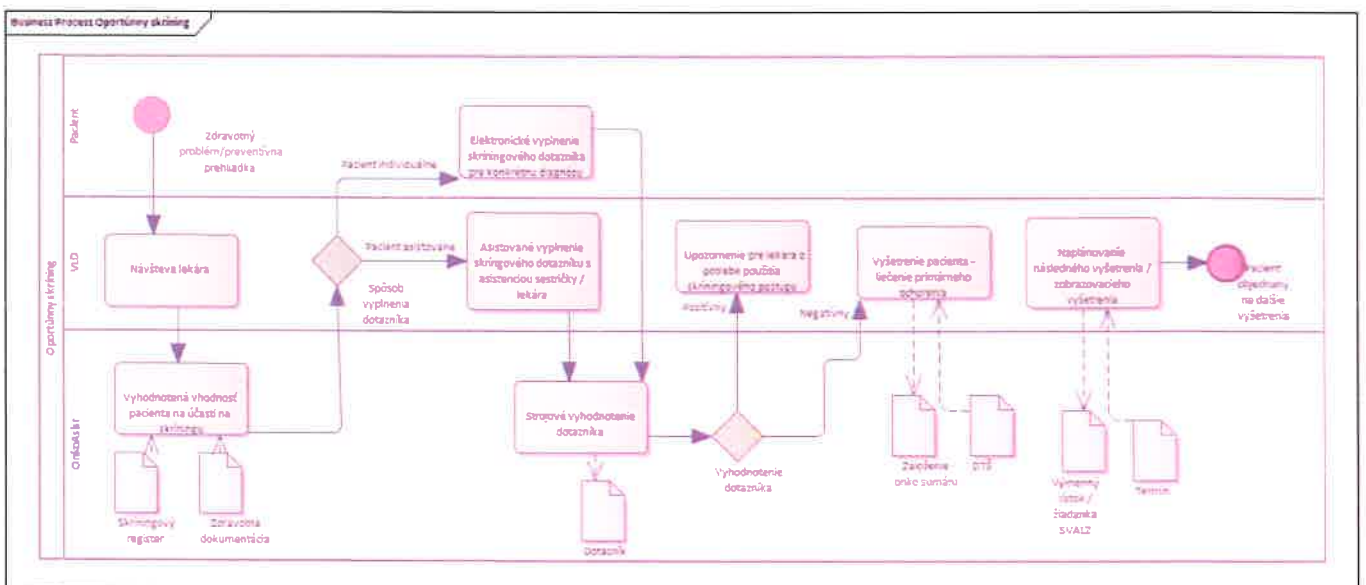 Business Process Oportúnny skríning
Oportúnny skríning
Pacient
Zdravotný
problém/preventívna
prehliadka
Elektronické vyplnenie
skríningového dotazníka
pre konkrétnu diagnózu
Pacient individuálne
VLD
Návšteva lekára
Pacient asistovane
Spôsob
vyplnenia
dotazníka
Asistované vyplnenie
skríningového dotazníku s
asistenciou sestričky /
lekára
Upozornenie pre lekára o
potrebe použitia
skríningového postupu
Pozitívny
Negatívny
Vyšetrenie pacienta -
liečenie primárneho
ochorenia
Naplánovanie
následného vyšetrenia /
zobrazovacieho
vyšetrenia
Pacient
objednaný
na ďalšie
vyšetrenia
Vyhodnotená vhodnosť
pacienta na účasti na
skríningu
Skríningový
register
Zdravotná
dokumentácia
Strojové vyhodnotenie
dotazníka
Dotazník
Vyhodnotenie
dotazníka
Založenie
onko sumáru
Výmenný
lístok /
žiadanka
SVALZ
Termín